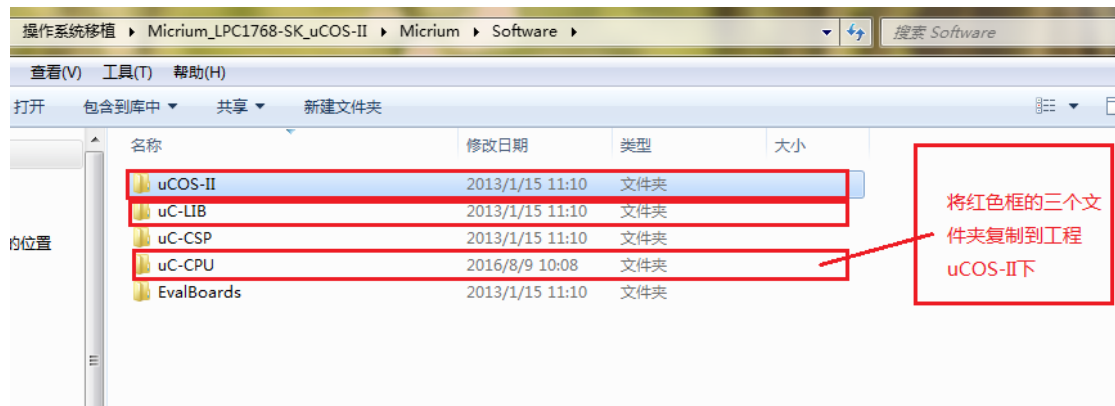 操作系统移植 Micrium_LPC1768-SK_uCOS-II Micrium Software 搜索 Software
查看(V) 工具(T) 帮助(H)
打开 包含到库中 共享 新建文件夹
名称 修改日期 类型 大小
uCOS-II 2013/1/15 11:10 文件夹
uC-LIB 2013/1/15 11:10 文件夹
uC-CSP 2013/1/15 11:10 文件夹
uC-CPU 2016/8/9 10:08 文件夹
EvalBoards 2013/1/15 11:10 文件夹
的位置
将红色框的三个文
件夹复制到工程
uCOS-II下